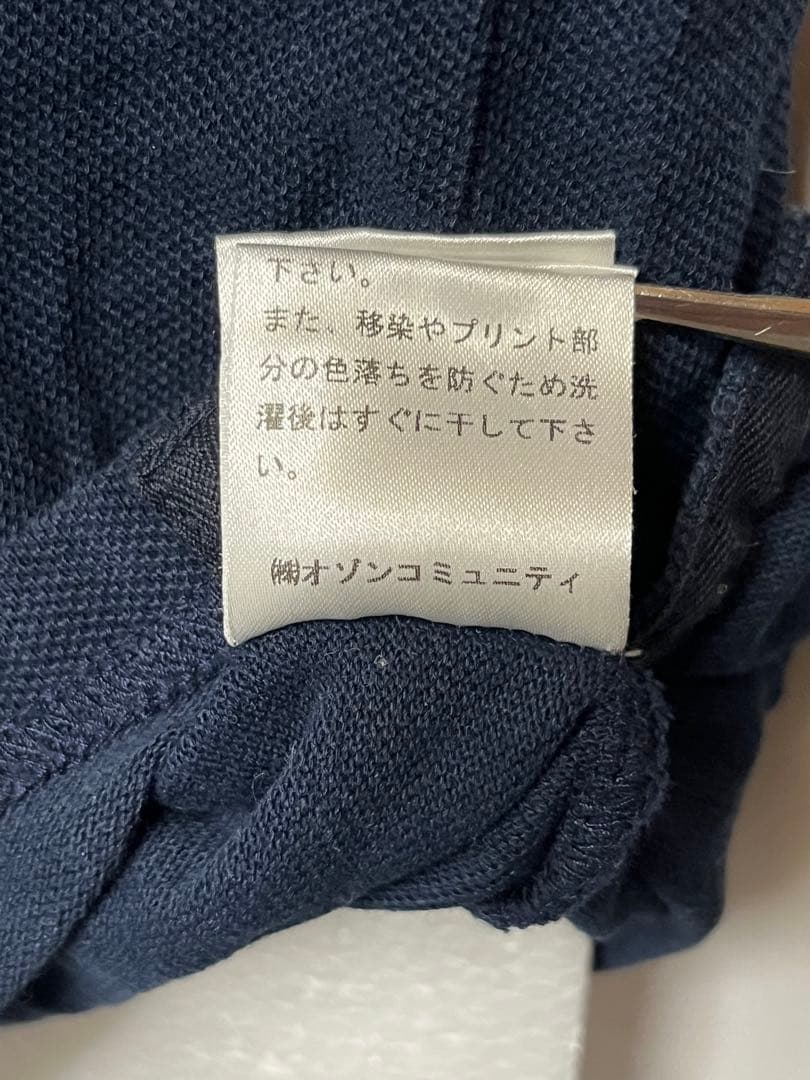 下さい。
また、移染やプリント部
分の色落ちを防ぐため洗
濯後はすぐに干して下さ
い。
㈱オゾンコミュニティ